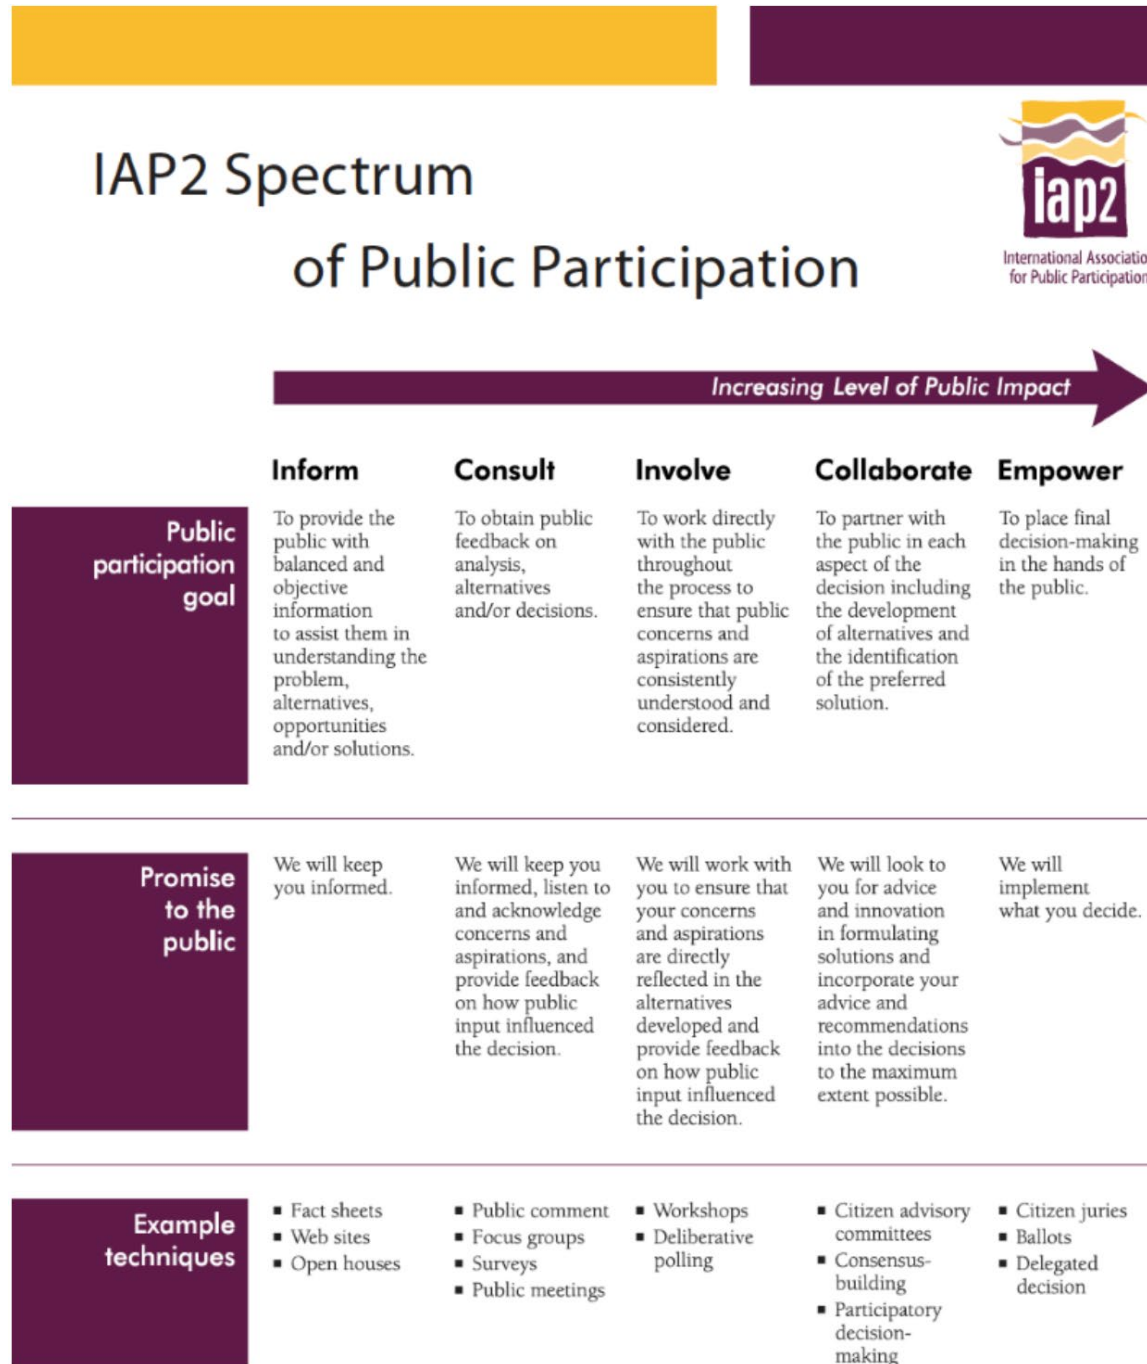 IAP2 Spectrum
of Public Participation
iap2
International Associatio
for Public Participation
Increasing Level of Public Impact
Inform
Consult
Involve
Collaborate
Empower
Public
participation
goal
To provide the
public with
balanced and
objective
information
to assist them in
understanding the
problem,
alternatives,
opportunities
and/or solutions.
To obtain public
feedback on
analysis,
alternatives
and/or decisions.
To work directly
with the public
throughout
the process to
ensure that public
concerns and
aspirations are
consistently
understood and
considered.
To partner with
the public in each
aspect of the
decision including
the development
of alternatives and
the identification
of the preferred
solution.
To place final
decision-making
in the hands of
the public.
Promise
to the
public
We will keep
you informed.
We will keep you
informed, listen to
and acknowledge
concerns and
aspirations, and
provide feedback
on how public
input influenced
the decision.
We will work with
you to ensure that
your concerns
and aspirations
are directly
reflected in the
alternatives
developed and
provide feedback
on how public
input influenced
the decision.
We will look to
you for advice
and innovation
in formulating
solutions and
incorporate your
advice and
recommendations
into the decisions
to the maximum
extent possible.
We will
implement
what you decide.
Example
techniques
▪ Fact sheets
▪ Web sites
▪ Open houses
▪ Public comment
▪ Focus groups
▪ Surveys
▪ Public meetings
▪ Workshops
▪ Deliberative
polling
▪ Citizen advisory
committees
▪ Consensus-
building
▪ Participatory
decision-
making
▪ Citizen juries
▪ Ballots
▪ Delegated
decision